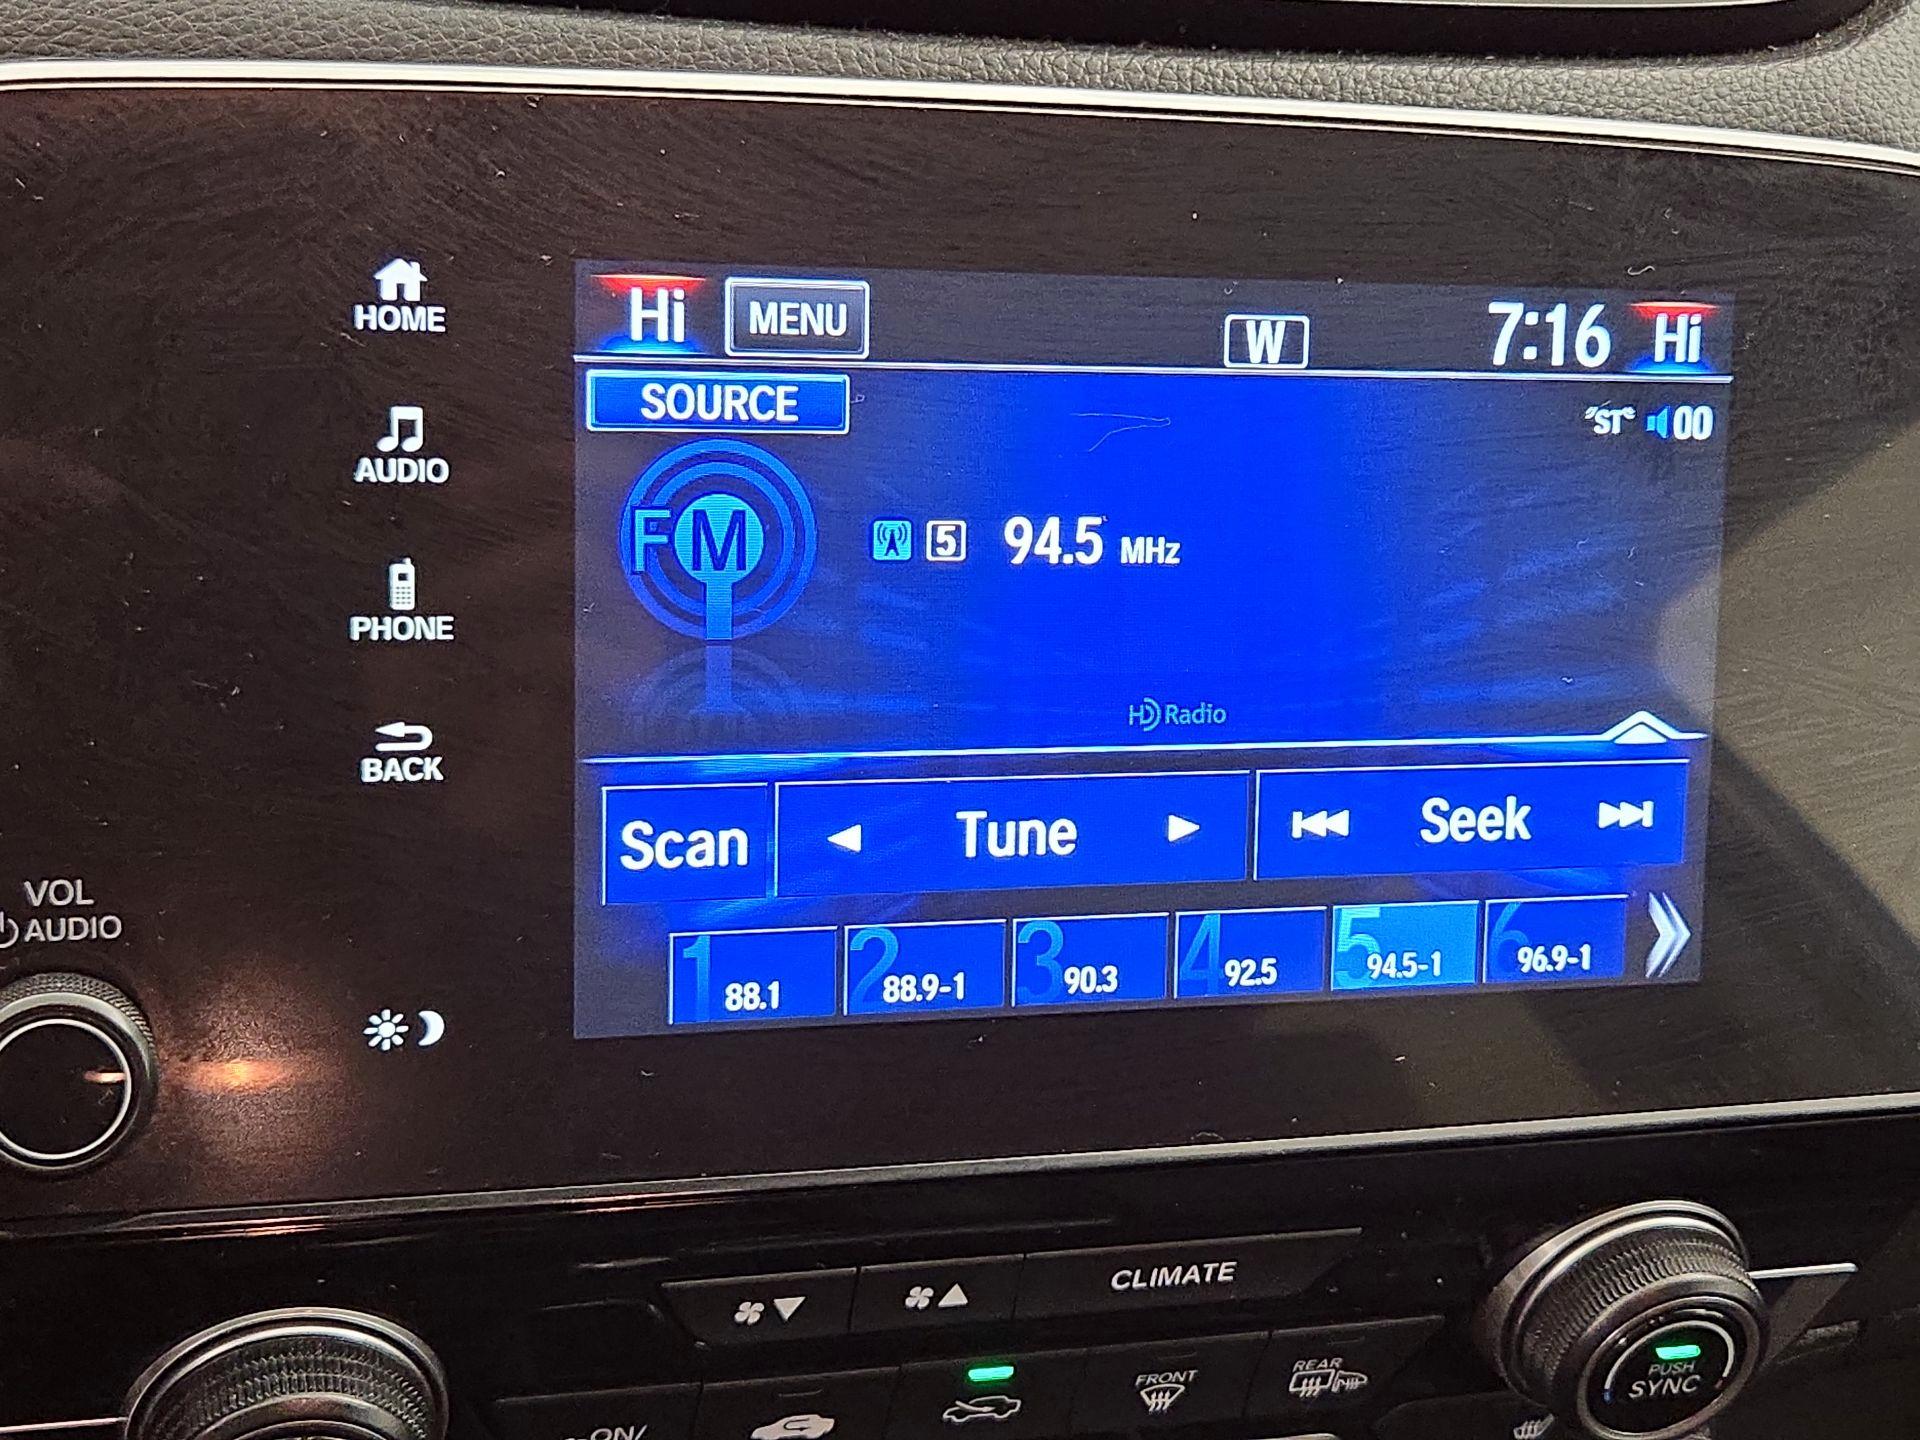 HOME
AUDIO
PHONE
BACK
Hi MENU W 7:16 Hi
SOURCE
"ST" 00
FM 5 94.5 MHz
HD Radio
Scan Tune Seek
1 88.1
2 88.9-1
3 90.3
4 92.5
5 94.5-1
6 96.9-1
VOL
AUDIO
CLIMATE
FRONT
REAR
PUSH
SYNC
ON/